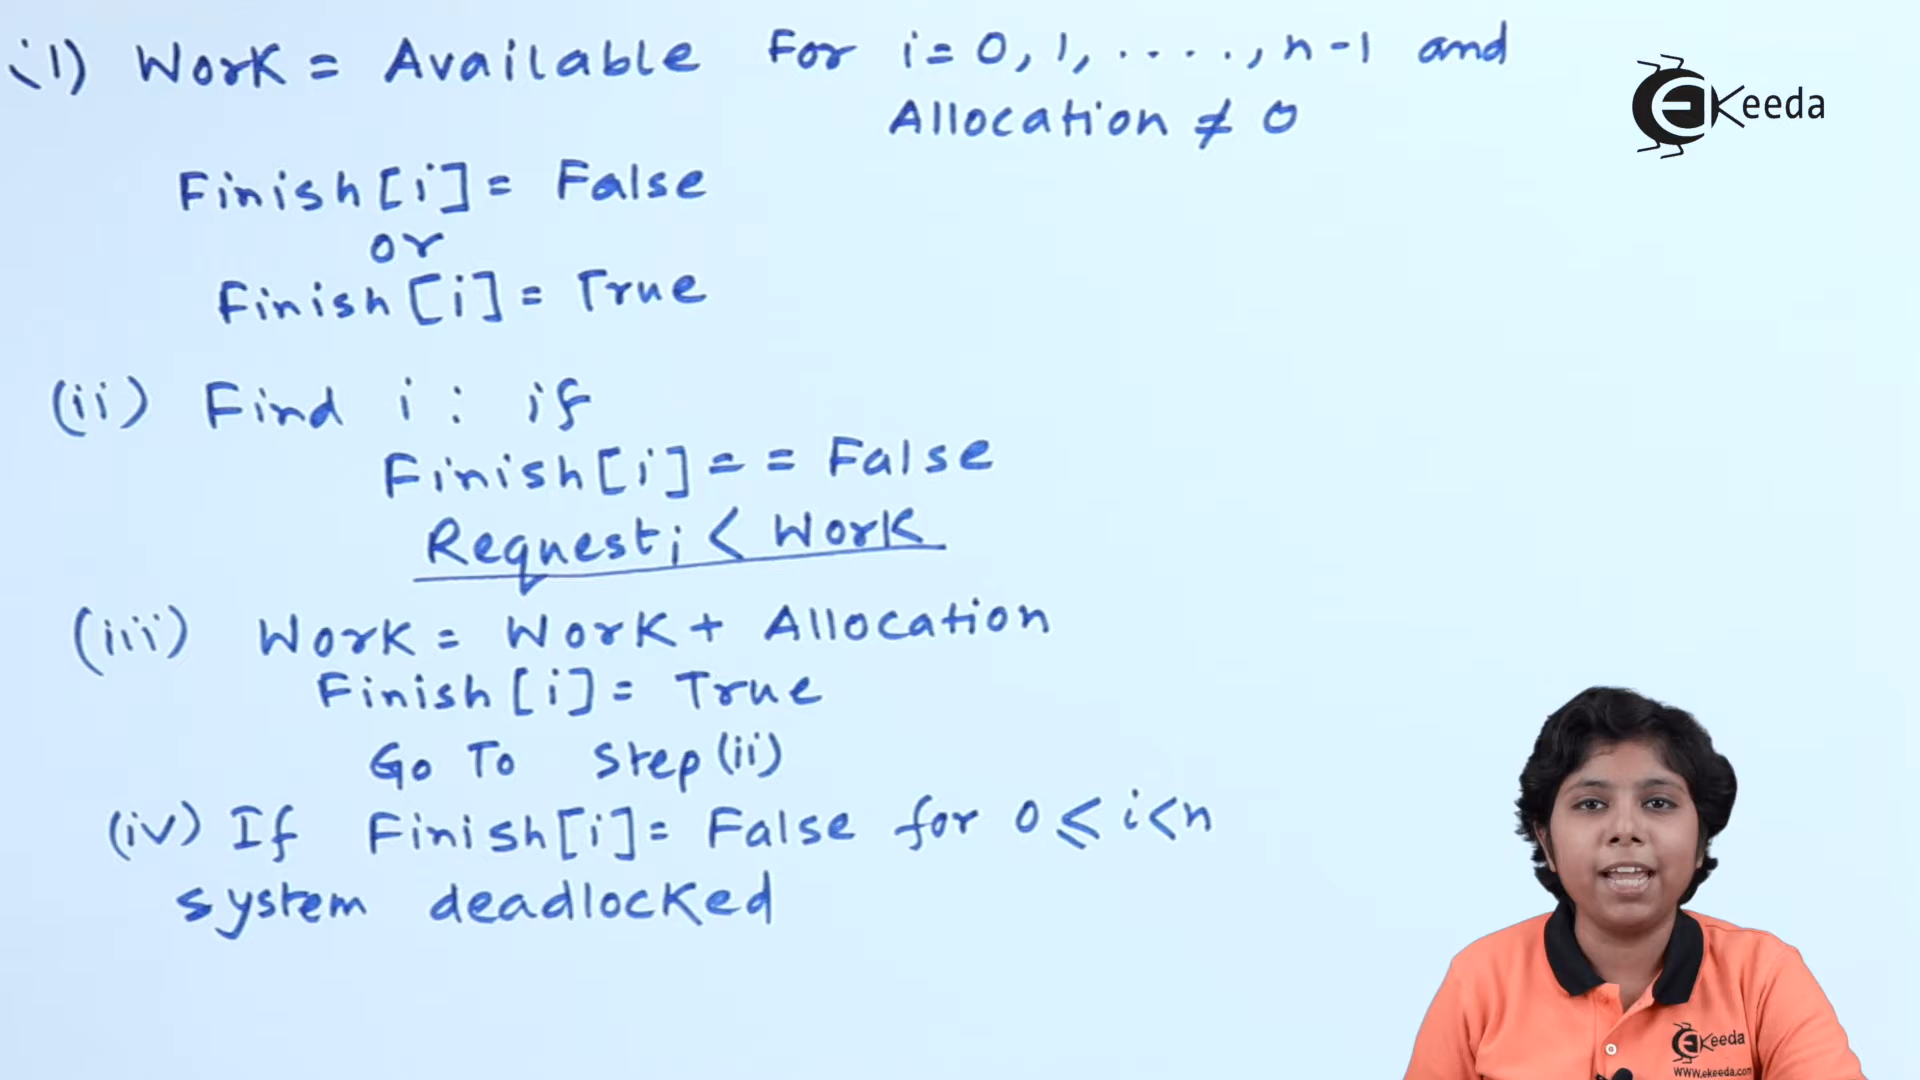 (i) Work = Available For i = 0, 1, ...., n-1 and
Allocation ≠ 0
Finish[i] = False
or
Finish[i] = True
(ii) Find i : if
Finish[i] == False
Requesti < Work
(iii) Work = Work + Allocation
Finish[i] = True
Go To Step (ii)
(iv) If Finish[i] = False for 0 ≤ i < n
system deadlocked
EKeeda
EKeeda
www.ekeeda.com